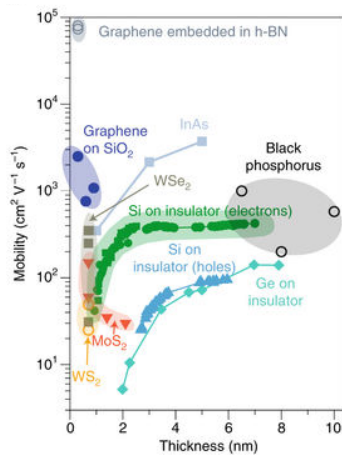 Graphene embedded in h-BN
10⁵
10⁴
10³
10²
10¹
Mobility (cm² V⁻¹ s⁻¹)
InAs
Graphene
on SiO₂
WSe₂
Black
phosphorus
Si on insulator (electrons)
Si on
insulator (holes)
Ge on
insulator
MoS₂
WS₂
0 2 4 6 8 10
Thickness (nm)